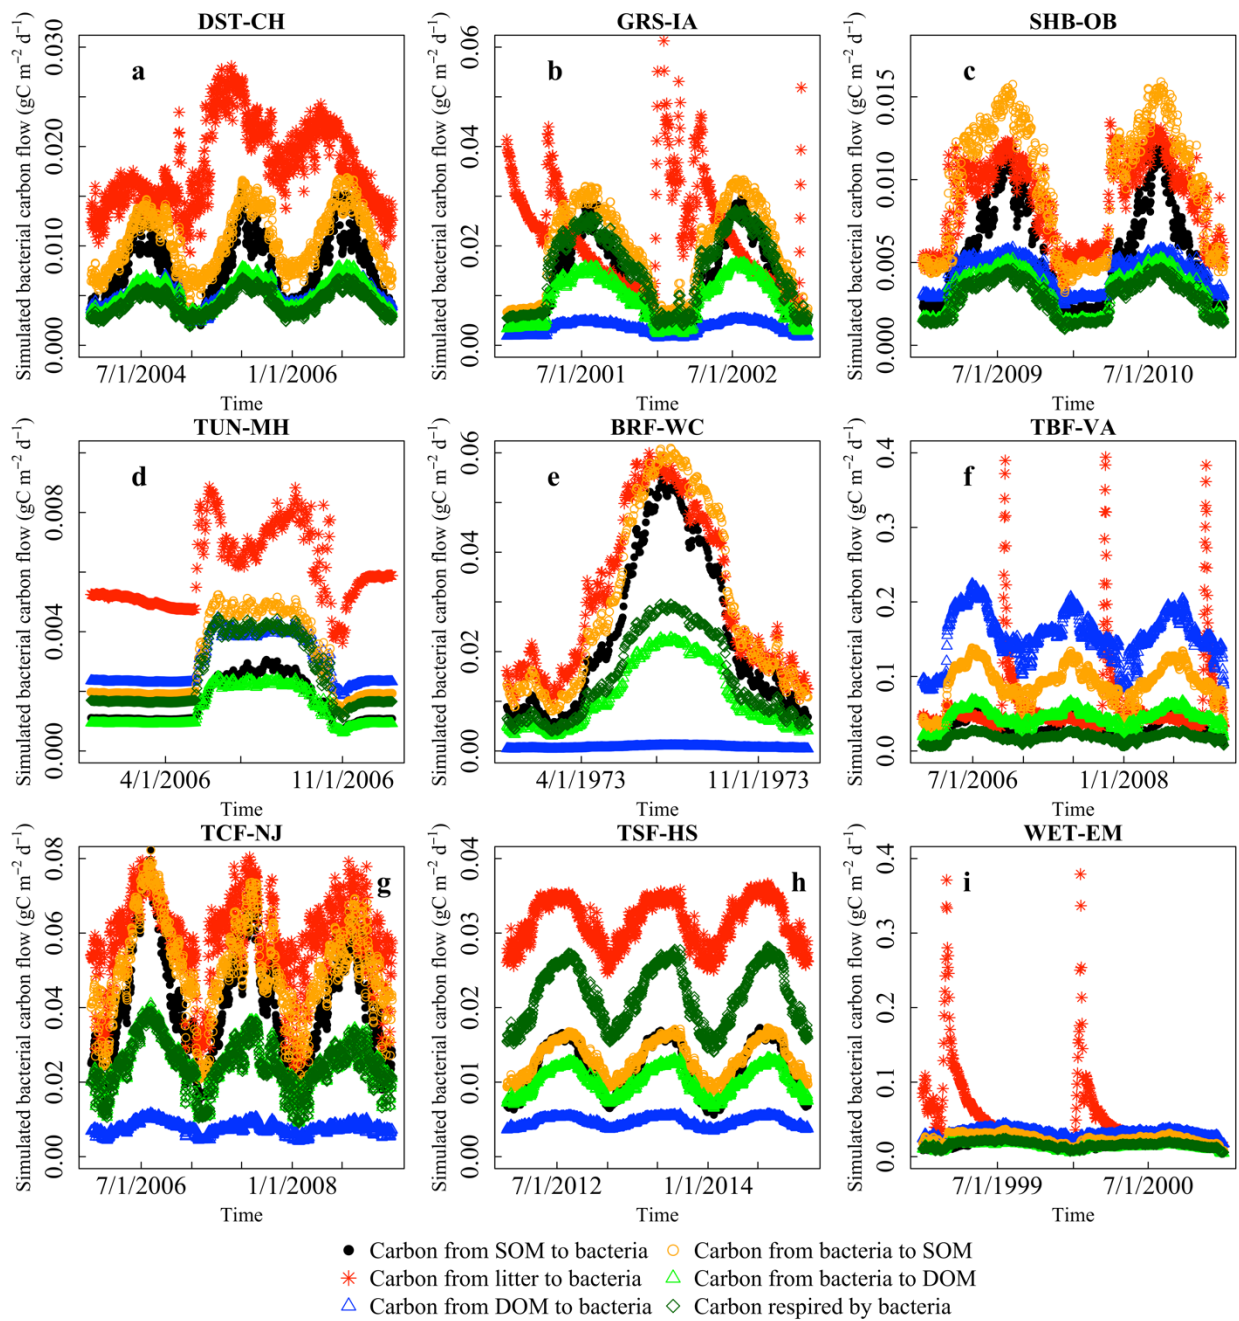 DST-CH
GRS-IA
SHB-OB
Simulated bacterial carbon flow (gC m⁻² d⁻¹)
0.000
0.010
0.020
0.030
a
7/1/2004
1/1/2006
Time
Simulated bacterial carbon flow (gC m⁻² d⁻¹)
0.00
0.02
0.04
0.06
b
7/1/2001
7/1/2002
Time
Simulated bacterial carbon flow (gC m⁻² d⁻¹)
0.000
0.005
0.010
0.015
c
7/1/2009
7/1/2010
Time
TUN-MH
BRF-WC
TBF-VA
Simulated bacterial carbon flow (gC m⁻² d⁻¹)
0.000
0.004
0.008
d
4/1/2006
11/1/2006
Time
Simulated bacterial carbon flow (gC m⁻² d⁻¹)
0.00
0.02
0.04
0.06
e
4/1/1973
11/1/1973
Time
Simulated bacterial carbon flow (gC m⁻² d⁻¹)
0.0
0.1
0.2
0.3
0.4
f
7/1/2006
1/1/2008
Time
TCF-NJ
TSF-HS
WET-EM
Simulated bacterial carbon flow (gC m⁻² d⁻¹)
0.00
0.02
0.04
0.06
0.08
g
7/1/2006
1/1/2008
Time
Simulated bacterial carbon flow (gC m⁻² d⁻¹)
0.00
0.01
0.02
0.03
0.04
h
7/1/2012
1/1/2014
Time
Simulated bacterial carbon flow (gC m⁻² d⁻¹)
0.0
0.1
0.2
0.3
0.4
i
7/1/1999
7/1/2000
Time
Carbon from SOM to bacteria
Carbon from bacteria to SOM
Carbon from litter to bacteria
Carbon from bacteria to DOM
Carbon from DOM to bacteria
Carbon respired by bacteria